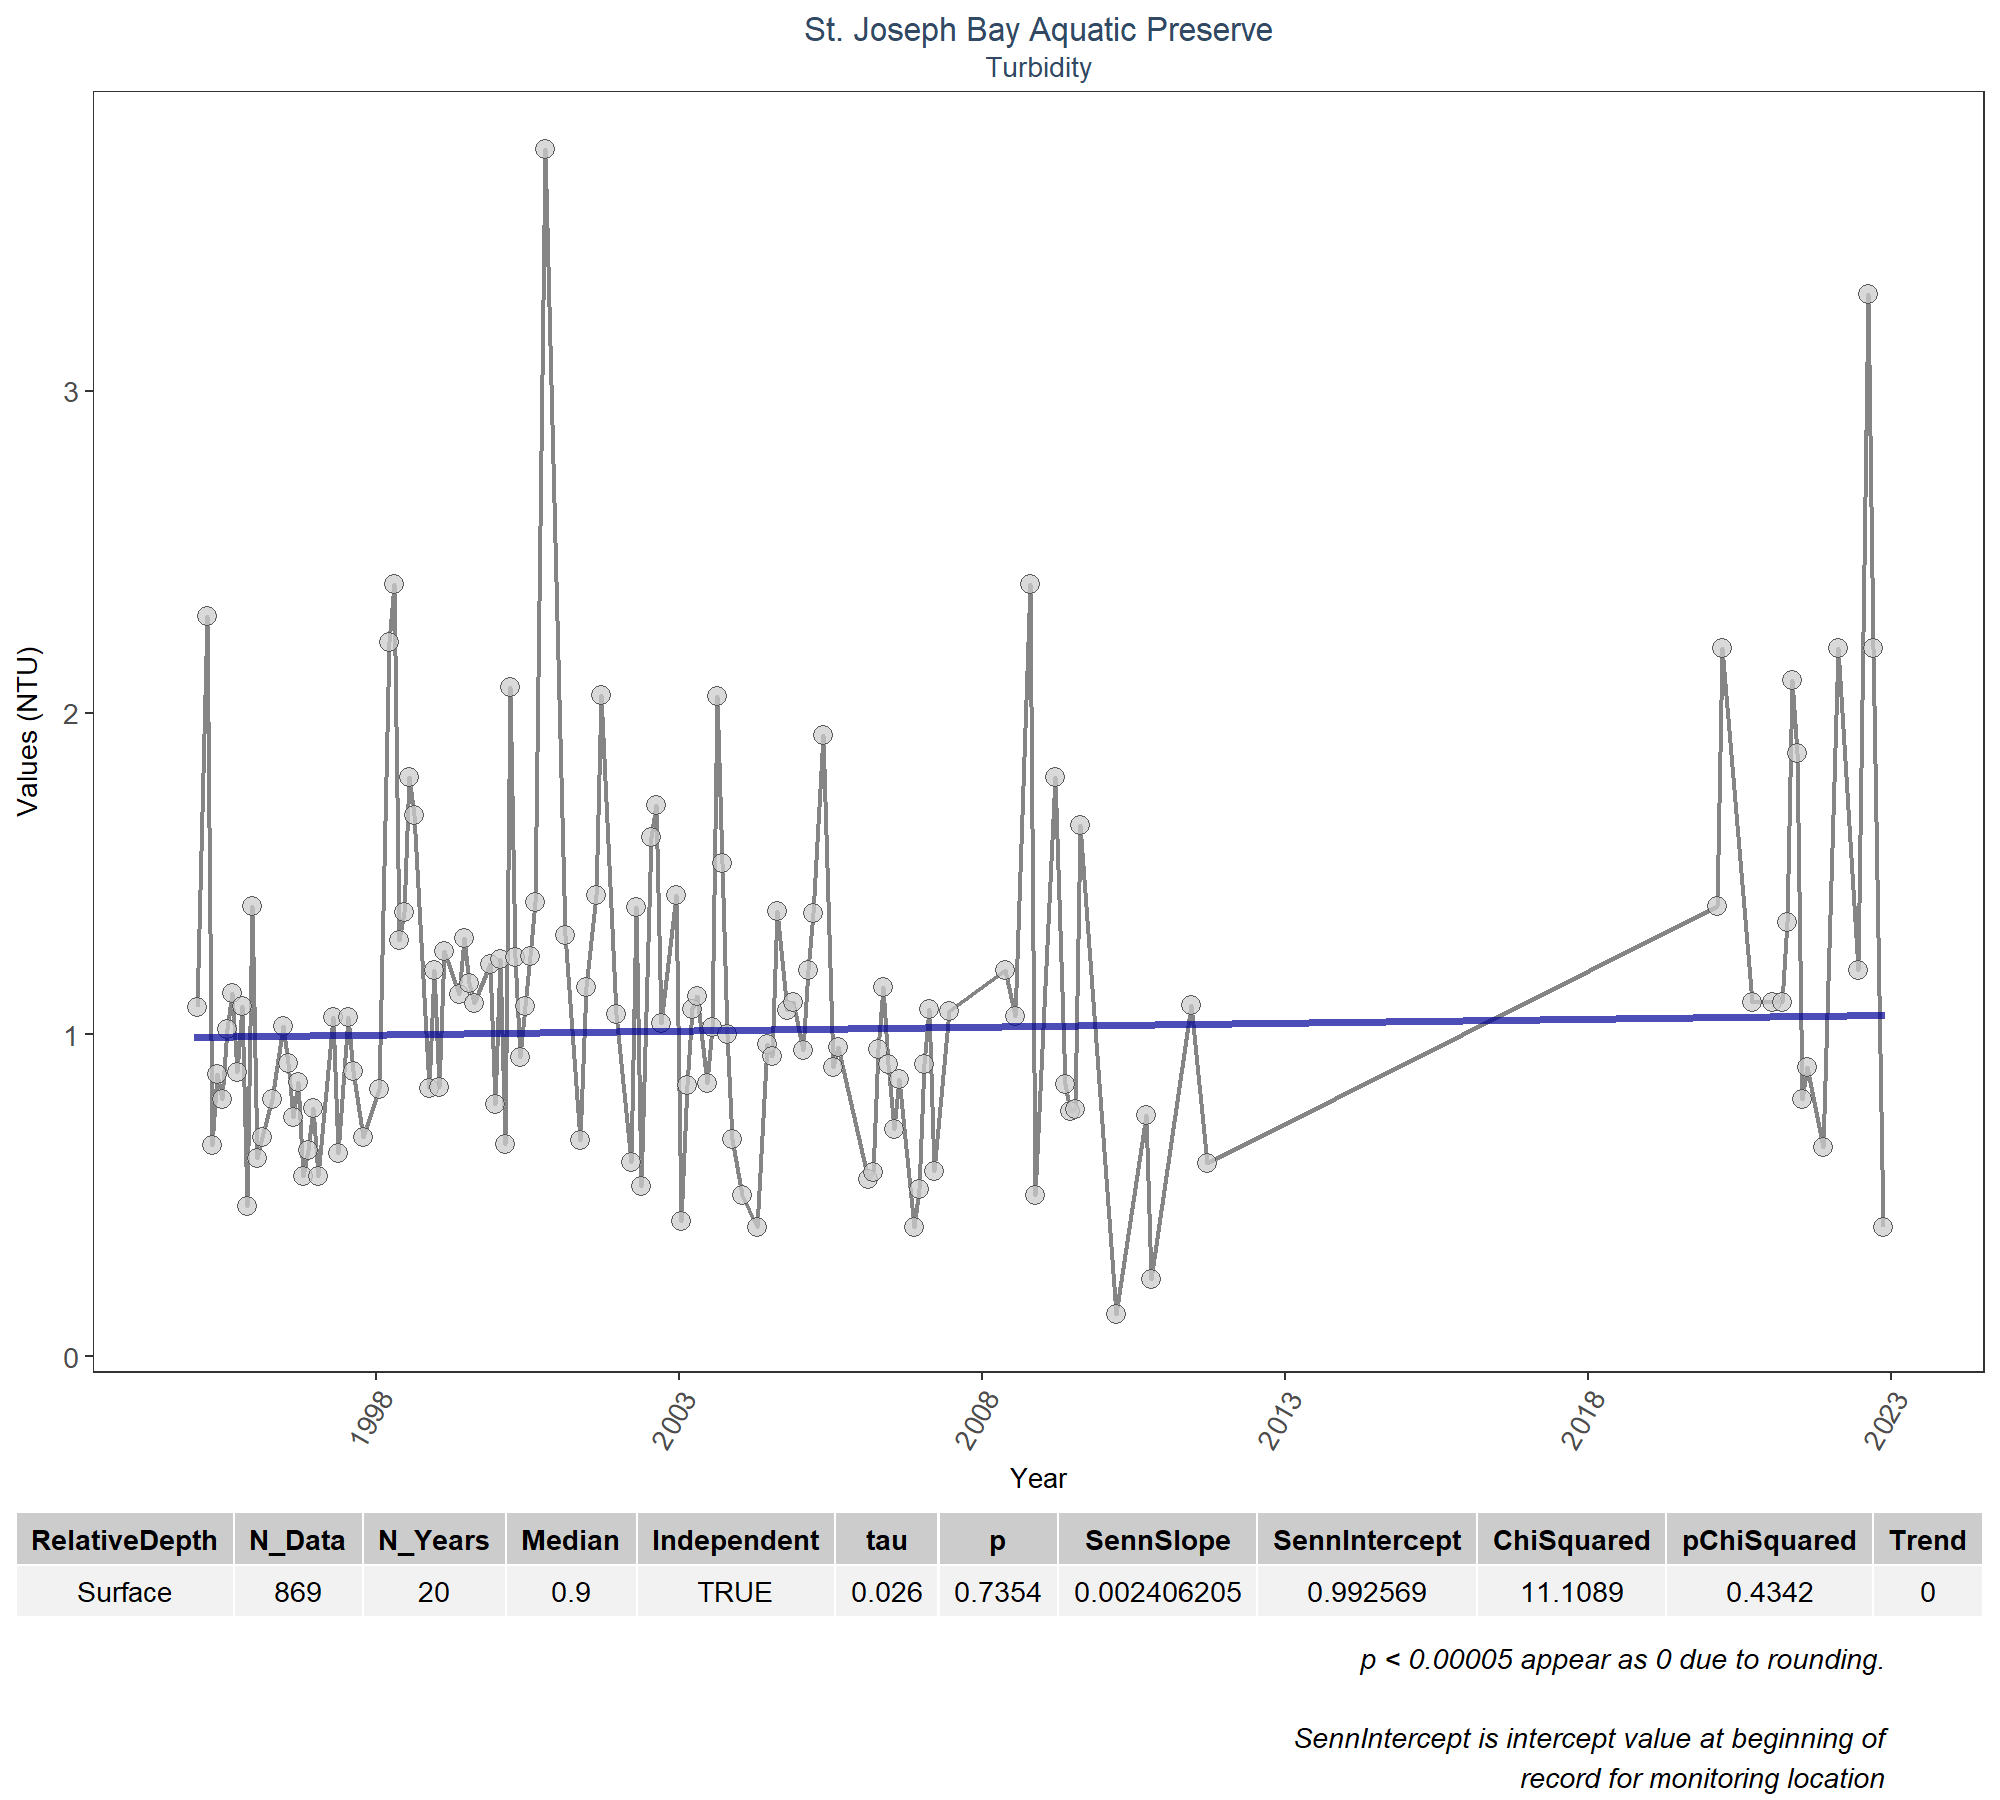 St. Joseph Bay Aquatic Preserve
Turbidity
Values (NTU)
3
2
1
0
1998 2003 2008 2013 2018 2023
Year
RelativeDepth N_Data N_Years Median Independent tau p SennSlope SennIntercept ChiSquared pChiSquared Trend
Surface 869 20 0.9 TRUE 0.026 0.7354 0.002406205 0.992569 11.1089 0.4342 0
p < 0.00005 appear as 0 due to rounding.
SennIntercept is intercept value at beginning of
record for monitoring location